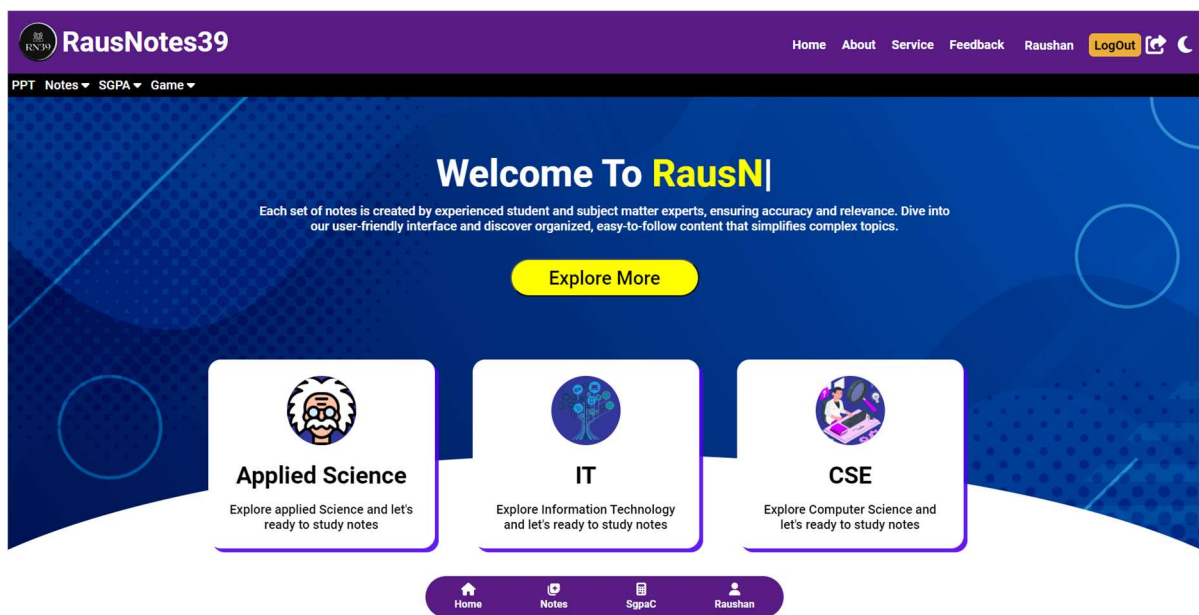 RN39 RausNotes39
Home About Service Feedback Raushan LogOut
PPT Notes SGPA Game
Welcome To RausN
Each set of notes is created by experienced student and subject matter experts, ensuring accuracy and relevance. Dive into
our user-friendly interface and discover organized, easy-to-follow content that simplifies complex topics.
Explore More
Applied Science
Explore applied Science and let's
ready to study notes
IT
Explore Information Technology
and let's ready to study notes
CSE
Explore Computer Science and
let's ready to study notes
Home Notes SgpaC Raushan